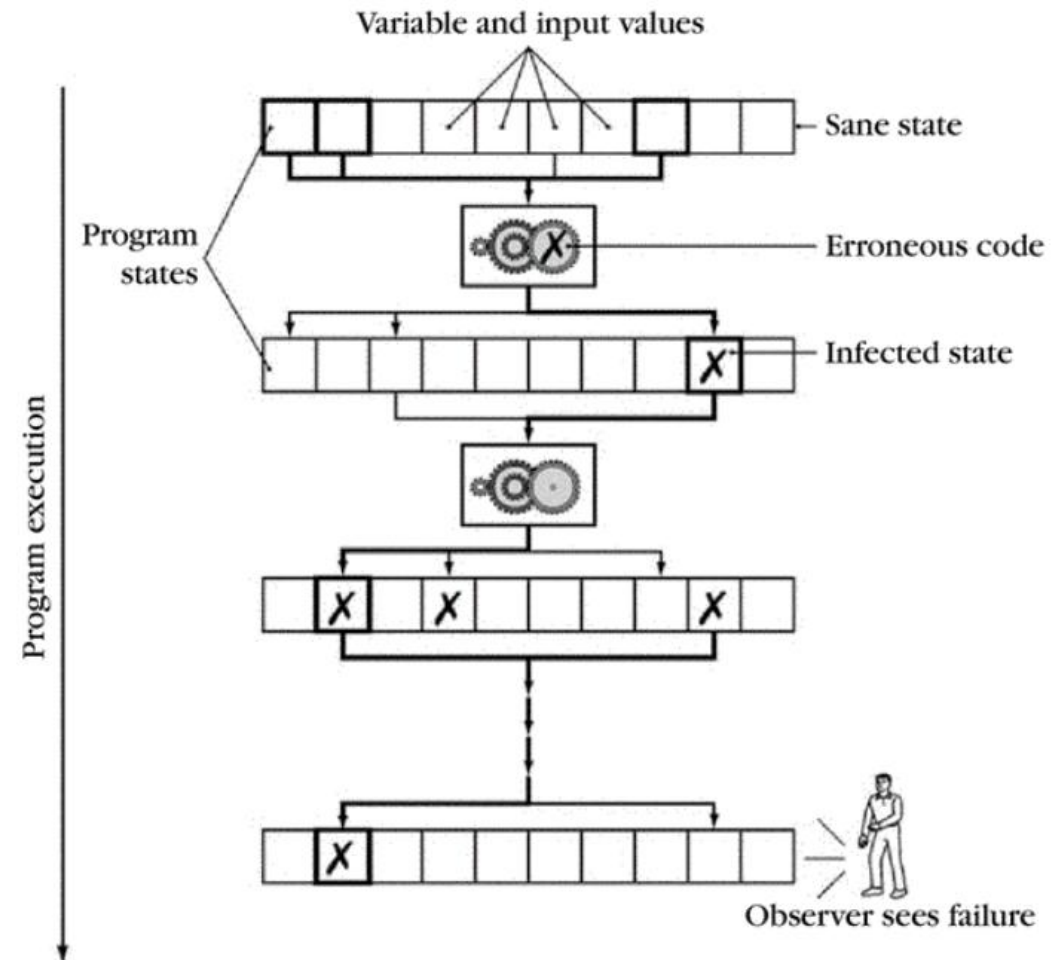 Variable and input values
Sane state
Program
states
Erroneous code
Infected state
Program execution
Observer sees failure